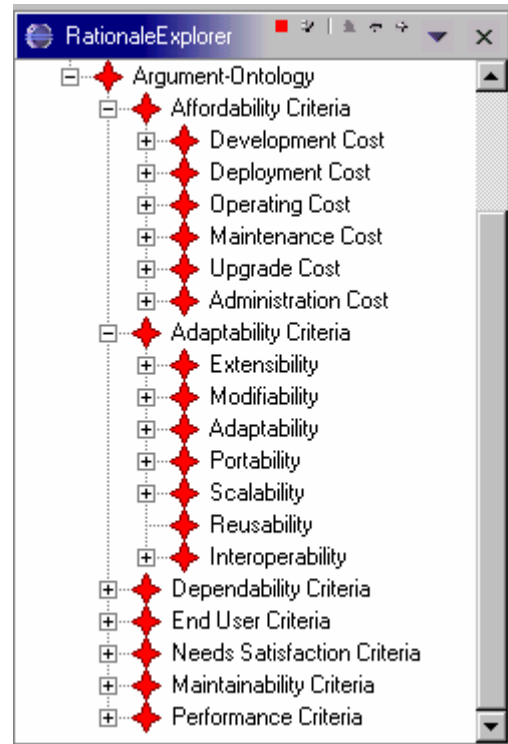 RationaleExplorer
Argument-Ontology
Affordability Criteria
Development Cost
Deployment Cost
Operating Cost
Maintenance Cost
Upgrade Cost
Administration Cost
Adaptability Criteria
Extensibility
Modifiability
Adaptability
Portability
Scalability
Reusability
Interoperability
Dependability Criteria
End User Criteria
Needs Satisfaction Criteria
Maintainability Criteria
Performance Criteria